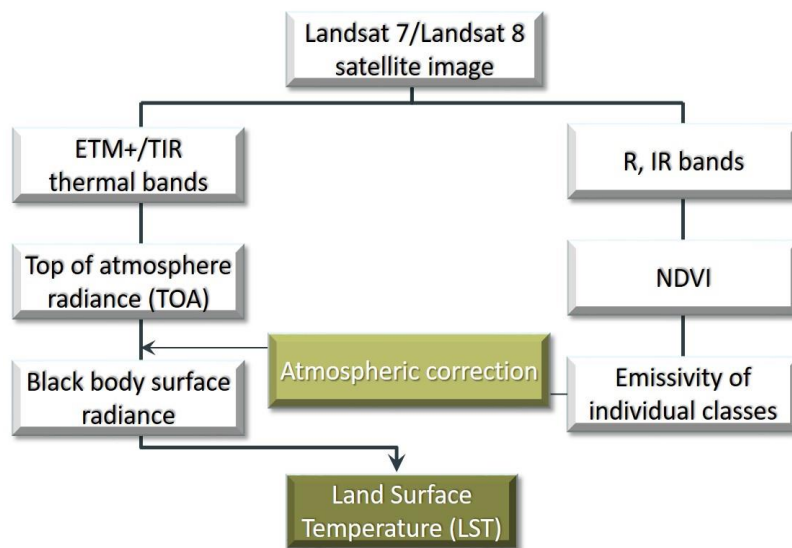 Landsat 7/Landsat 8
satellite image
ETM+/TIR
thermal bands
R, IR bands
Top of atmosphere
radiance (TOA)
NDVI
Atmospheric correction
Black body surface
radiance
Emissivity of
individual classes
Land Surface
Temperature (LST)